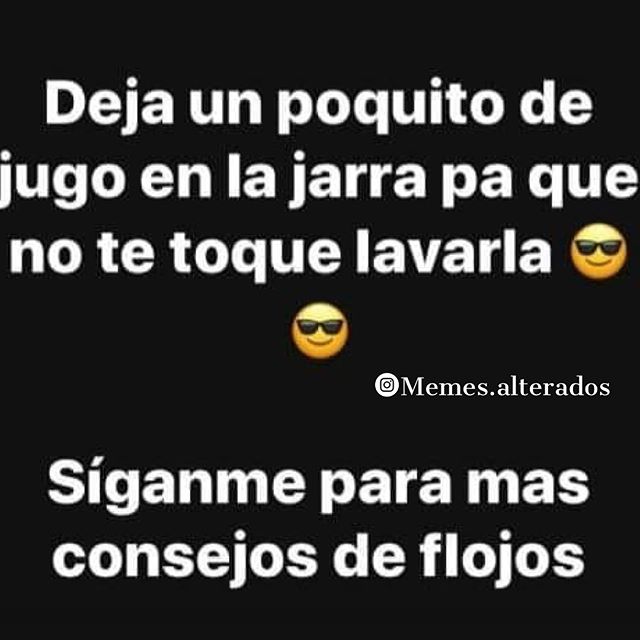 Deja un poquito de
jugo en la jarra pa que
no te toque lavarla 😎
😎
Memes.alterados
Síganme para mas
consejos de flojos